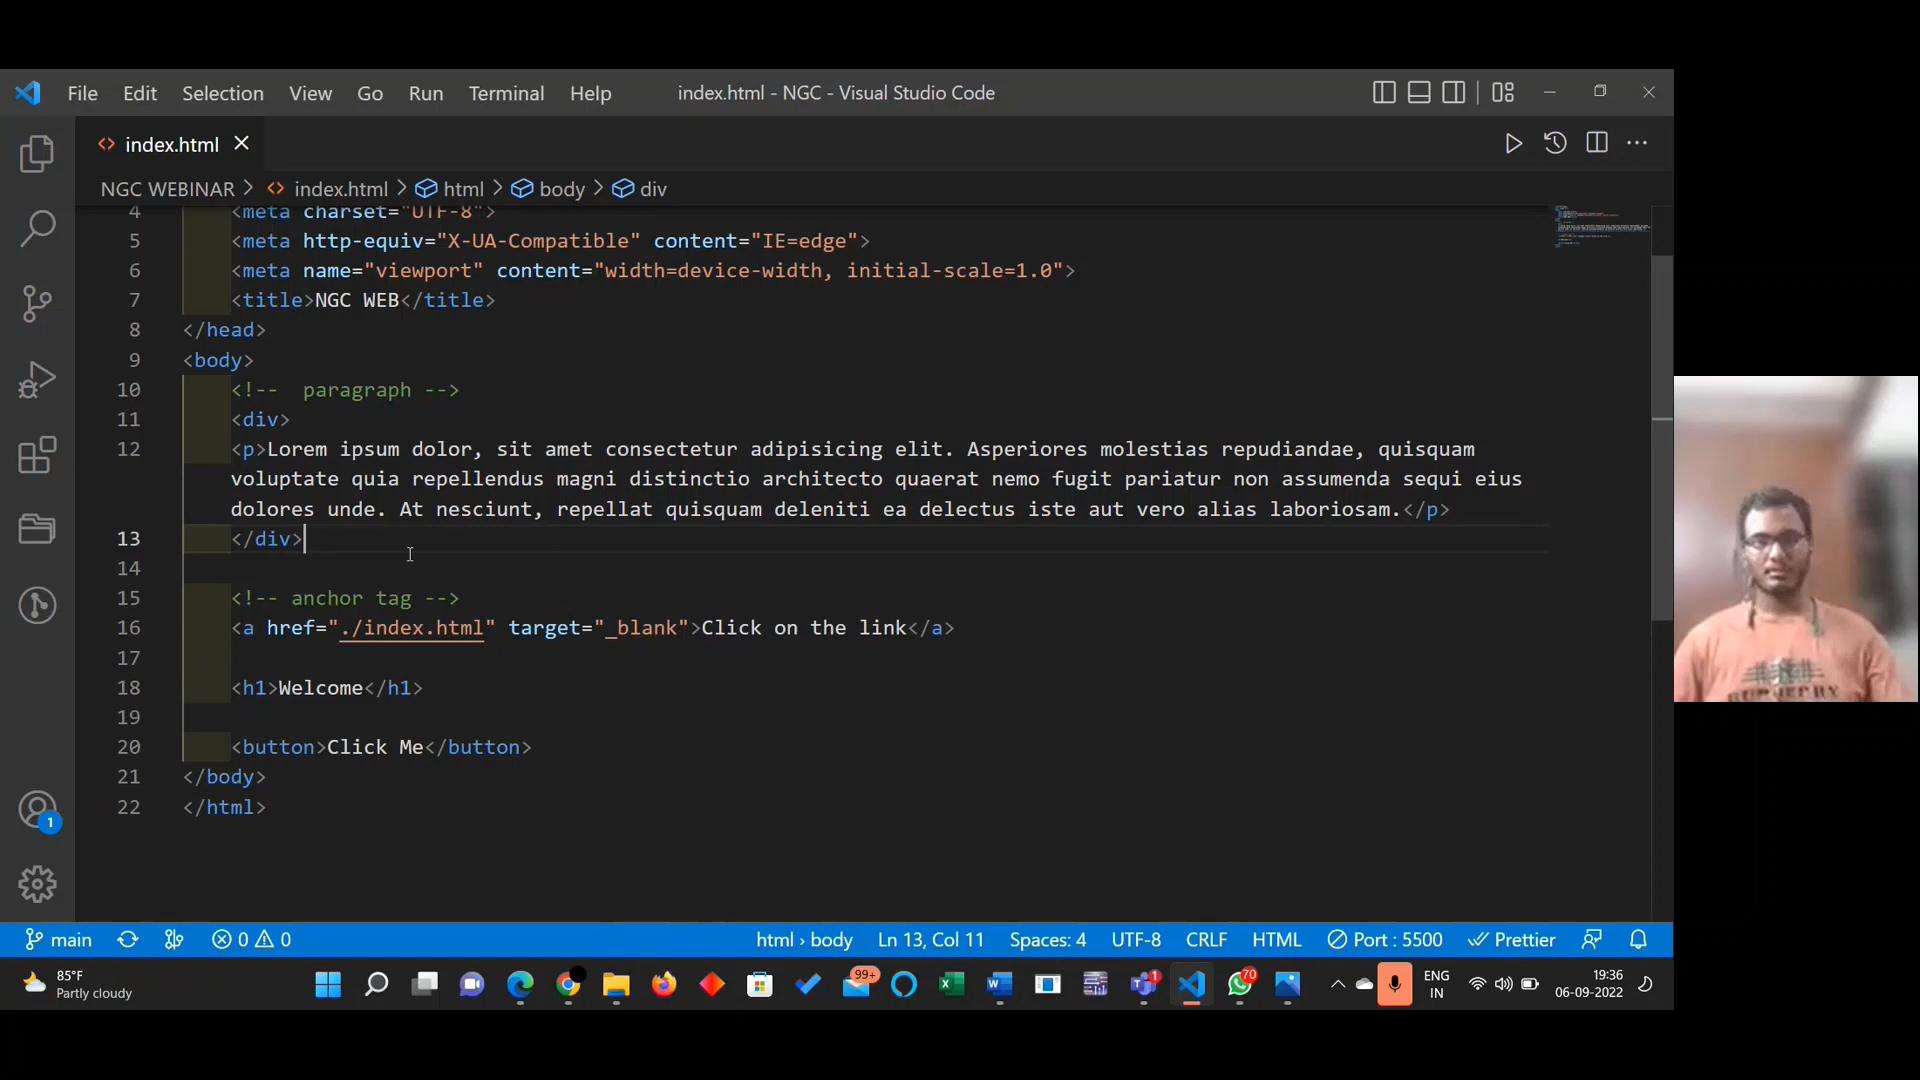 File Edit Selection View Go Run Terminal Help index.html - NGC - Visual Studio Code
index.html
NGC WEBINAR > index.html > html > body > div
4 <meta charset="UTF-8">
5 <meta http-equiv="X-UA-Compatible" content="IE=edge">
6 <meta name="viewport" content="width=device-width, initial-scale=1.0">
7 <title>NGC WEB</title>
8 </head>
9 <body>
10 <!--  paragraph -->
11 <div>
12 <p>Lorem ipsum dolor, sit amet consectetur adipisicing elit. Asperiores molestias repudiandae, quisquam
voluptate quia repellendus magni distinctio architecto quaerat nemo fugit pariatur non assumenda sequi eius
dolores unde. At nesciunt, repellat quisquam deleniti ea delectus iste aut vero alias laboriosam.</p>
13 </div>
14
15 <!-- anchor tag -->
16 <a href="./index.html" target="_blank">Click on the link</a>
17
18 <h1>Welcome</h1>
19
20 <button>Click Me</button>
21 </body>
22 </html>
1
main 0 0 html › body Ln 13, Col 11 Spaces: 4 UTF-8 CRLF HTML Port : 5500 Prettier
85°F
Partly cloudy
99+ 1 70
ENG
IN
19:36
06-09-2022